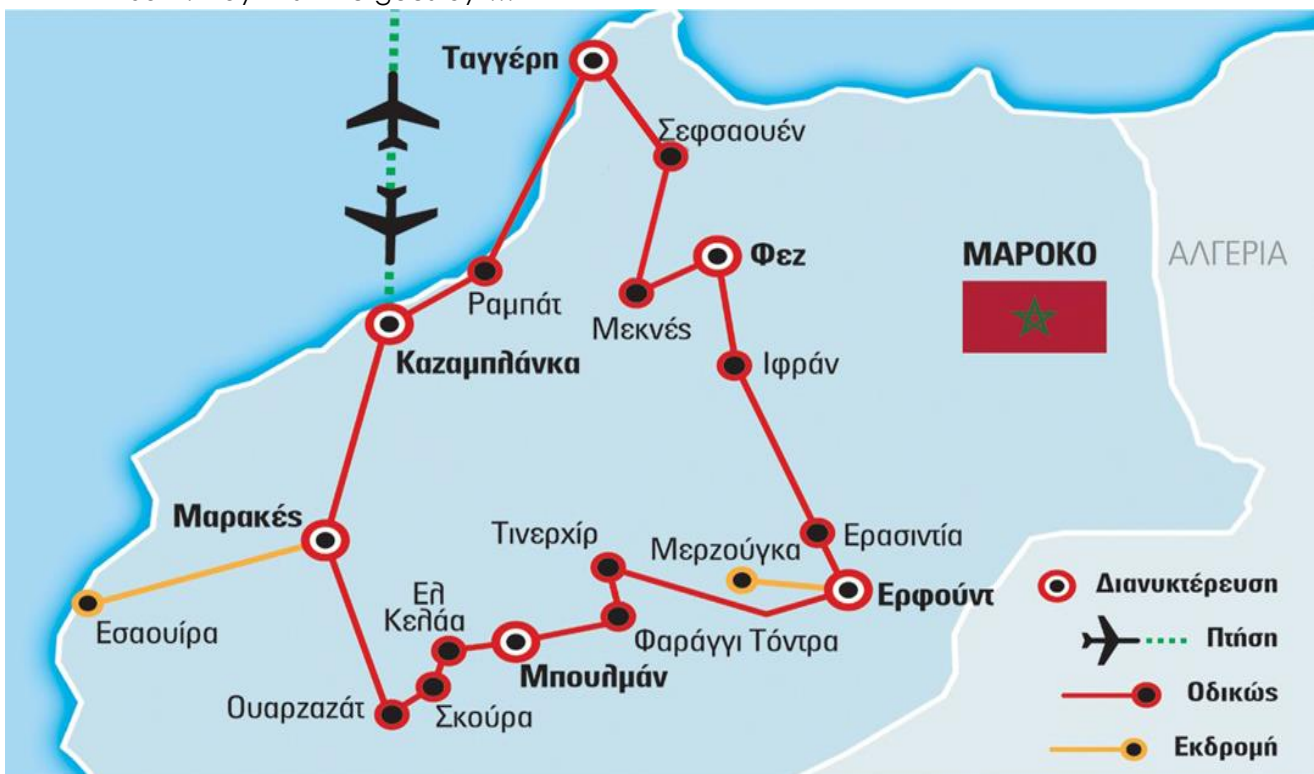 Ταγγέρη
Σεφσαουέν
Φεζ
ΜΑΡΟΚΟ
ΑΛΓΕΡΙΑ
Ραμπάτ
Μεκνές
Καζαμπλάνκα
Ιφράν
Μαρακές
Τινερχίρ
Μερζούγκα
Ερασιντία
Ερφούντ
Εσαουίρα
Ελ
Κελάα
Φαράγγι Τόντρα
Μπουλμάν
Ουαρζαζάτ
Σκούρα
Διανυκτέρευση
Πτήση
Οδικώς
Εκδρομή